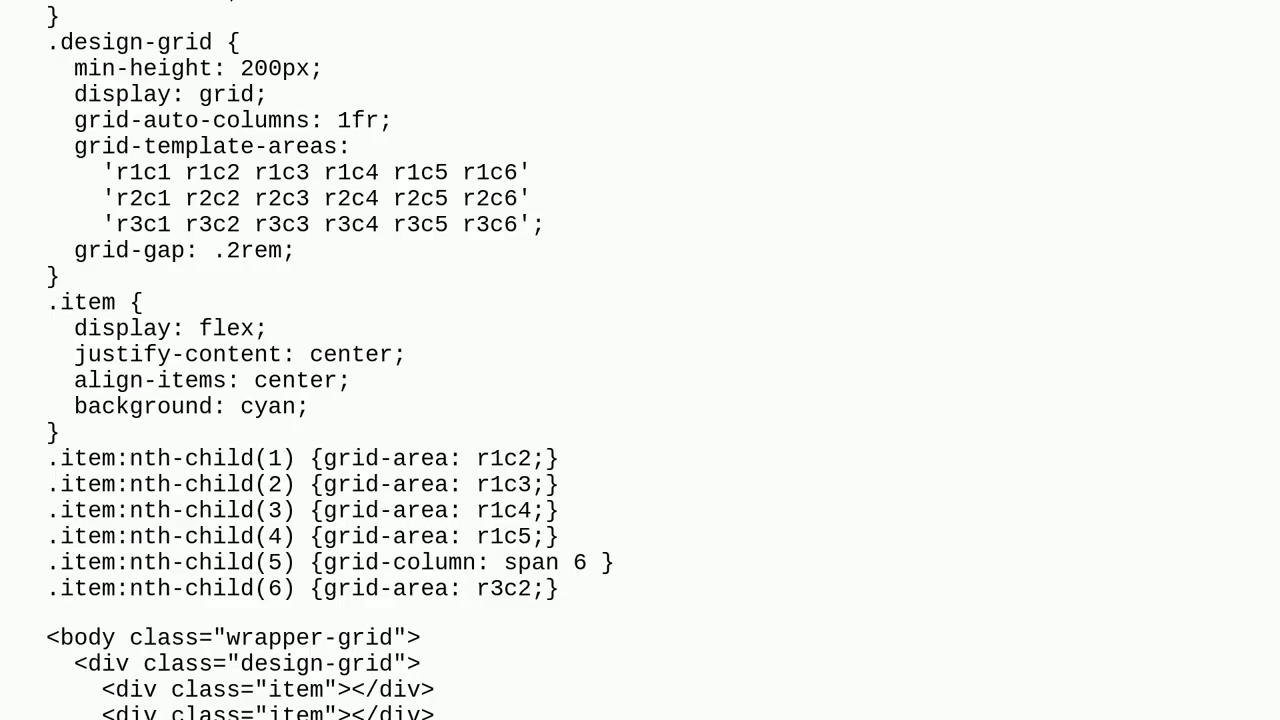 }
.design-grid {
  min-height: 200px;
  display: grid;
  grid-auto-columns: 1fr;
  grid-template-areas:
    'r1c1 r1c2 r1c3 r1c4 r1c5 r1c6'
    'r2c1 r2c2 r2c3 r2c4 r2c5 r2c6'
    'r3c1 r3c2 r3c3 r3c4 r3c5 r3c6';
  grid-gap: .2rem;
}
.item {
  display: flex;
  justify-content: center;
  align-items: center;
  background: cyan;
}
.item:nth-child(1) {grid-area: r1c2;}
.item:nth-child(2) {grid-area: r1c3;}
.item:nth-child(3) {grid-area: r1c4;}
.item:nth-child(4) {grid-area: r1c5;}
.item:nth-child(5) {grid-column: span 6 }
.item:nth-child(6) {grid-area: r3c2;}
<body class="wrapper-grid">
  <div class="design-grid">
    <div class="item"></div>
    <div class="item"></div>